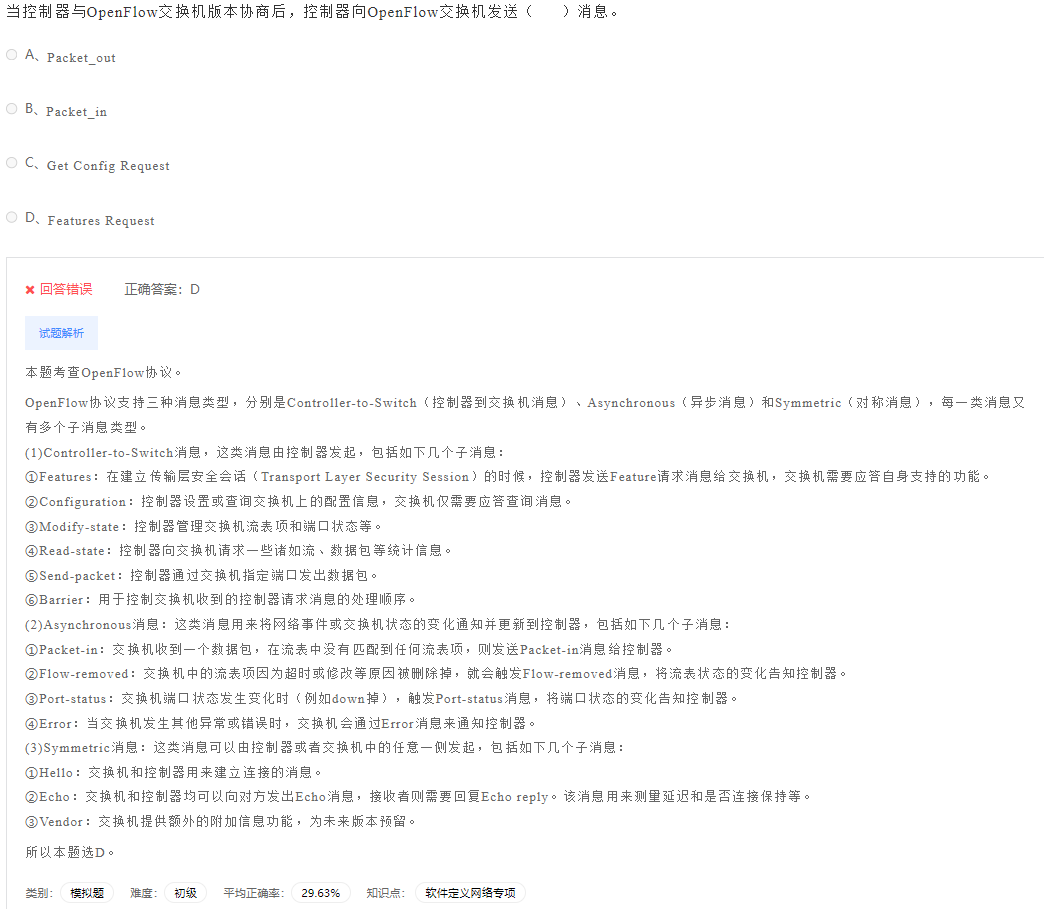 当控制器与OpenFlow交换机版本协商后，控制器向OpenFlow交换机发送（　　）消息。
A、Packet_out
B、Packet_in
C、Get Config Request
D、Features Request
✖ 回答错误 正确答案：D
试题解析
本题考查OpenFlow协议。
OpenFlow协议支持三种消息类型，分别是Controller-to-Switch（控制器到交换机消息）、Asynchronous（异步消息）和Symmetric（对称消息），每一类消息又
有多个子消息类型。
(1)Controller-to-Switch消息，这类消息由控制器发起，包括如下几个子消息：
①Features：在建立传输层安全会话（Transport Layer Security Session）的时候，控制器发送Feature请求消息给交换机，交换机需要应答自身支持的功能。
②Configuration：控制器设置或查询交换机上的配置信息，交换机仅需要应答查询消息。
③Modify-state：控制器管理交换机流表项和端口状态等。
④Read-state：控制器向交换机请求一些诸如流、数据包等统计信息。
⑤Send-packet：控制器通过交换机指定端口发出数据包。
⑥Barrier：用于控制交换机收到的控制器请求消息的处理顺序。
(2)Asynchronous消息：这类消息用来将网络事件或交换机状态的变化通知并更新到控制器，包括如下几个子消息：
①Packet-in：交换机收到一个数据包，在流表中没有匹配到任何流表项，则发送Packet-in消息给控制器。
②Flow-removed：交换机中的流表项因为超时或修改等原因被删除掉，就会触发Flow-removed消息，将流表状态的变化告知控制器。
③Port-status：交换机端口状态发生变化时（例如down掉），触发Port-status消息，将端口状态的变化告知控制器。
④Error：当交换机发生其他异常或错误时，交换机会通过Error消息来通知控制器。
(3)Symmetric消息：这类消息可以由控制器或者交换机中的任意一侧发起，包括如下几个子消息：
①Hello：交换机和控制器用来建立连接的消息。
②Echo：交换机和控制器均可以向对方发出Echo消息，接收者则需要回复Echo reply。该消息用来测量延迟和是否连接保持等。
③Vendor：交换机提供额外的附加信息功能，为未来版本预留。
所以本题选D。
类别： 模拟题 难度： 初级 平均正确率： 29.63% 知识点： 软件定义网络专项